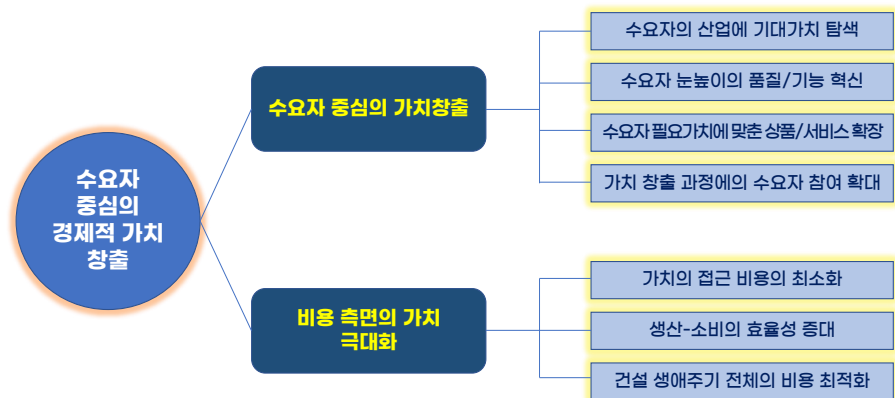 수요자
중심의
경제적 가치
창출
수요자 중심의 가치창출
수요자의 산업에 기대가치 탐색
수요자 눈높이의 품질/기능 혁신
수요자 필요가치에 맞춘 상품/서비스 확장
가치 창출 과정에의 수요자 참여 확대
비용 측면의 가치
극대화
가치의 접근 비용의 최소화
생산-소비의 효율성 증대
건설 생애주기 전체의 비용 최적화